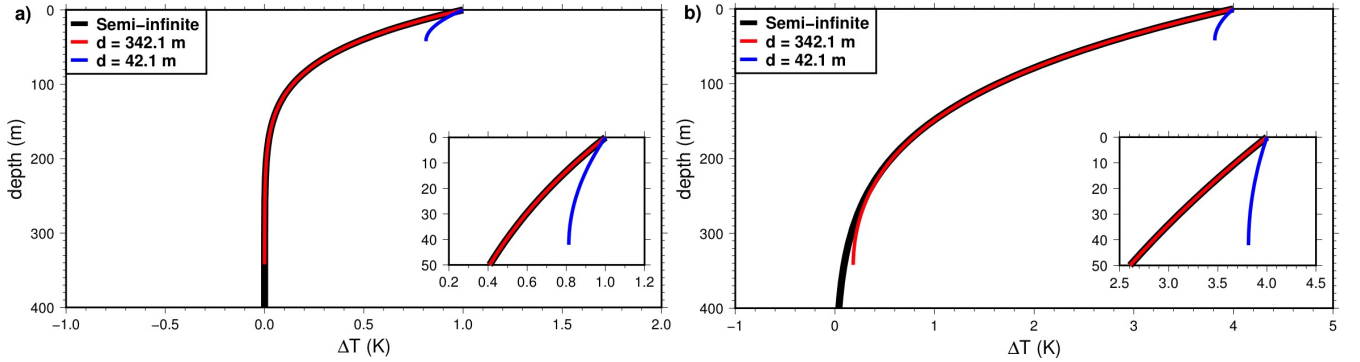 a)
Semi-infinite
d = 342.1 m
d = 42.1 m
0
100
200
300
400
depth (m)
−1.0 −0.5 0.0 0.5 1.0 1.5 2.0
ΔT (K)
0
10
20
30
40
50
0.2 0.4 0.6 0.8 1.0 1.2
b)
Semi-infinite
d = 342.1 m
d = 42.1 m
0
100
200
300
400
depth (m)
−1 0 1 2 3 4 5
ΔT (K)
0
10
20
30
40
50
2.5 3.0 3.5 4.0 4.5